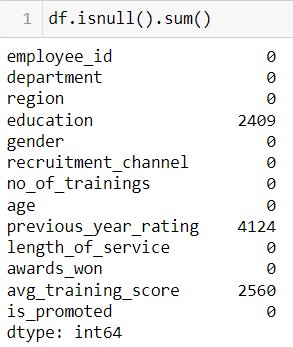 1 df.isnull().sum()
employee_id 0
department 0
region 0
education 2409
gender 0
recruitment_channel 0
no_of_trainings 0
age 0
previous_year_rating 4124
length_of_service 0
awards_won 0
avg_training_score 2560
is_promoted 0
dtype: int64